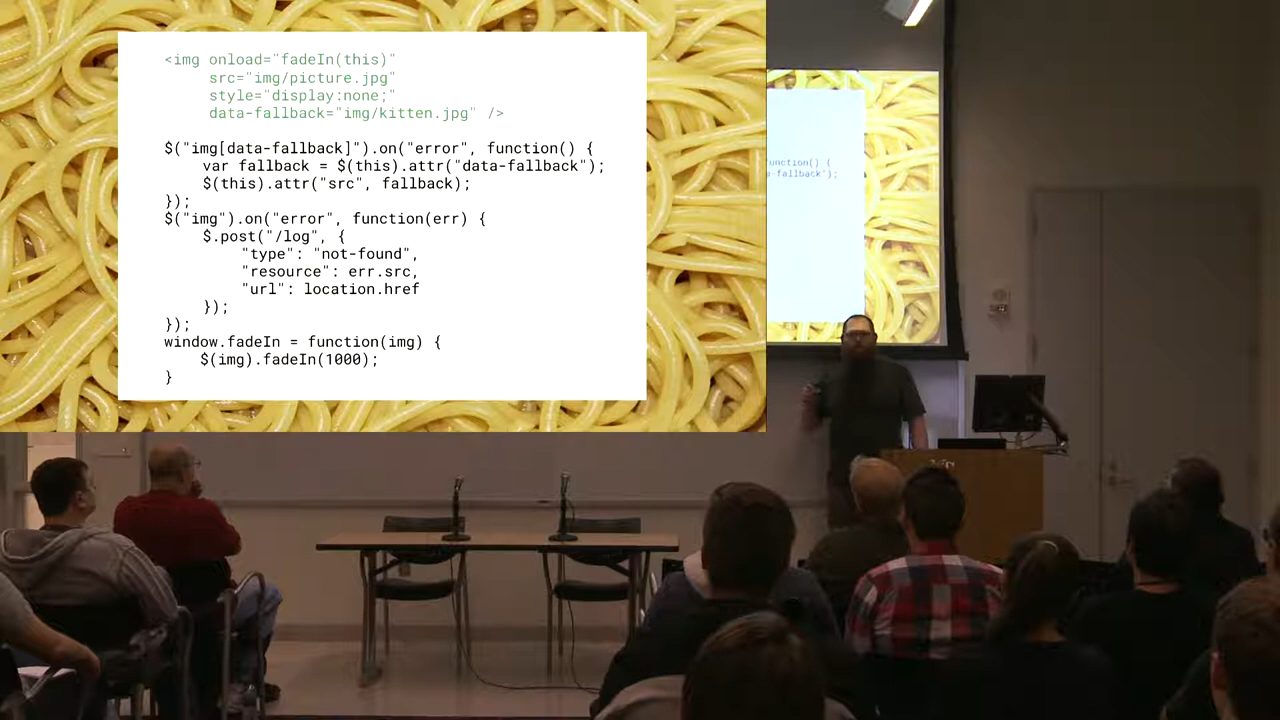 <img onload="fadeIn(this)"
src="img/picture.jpg"
style="display:none;"
data-fallback="img/kitten.jpg" />
$("img[data-fallback]").on("error", function() {
var fallback = $(this).attr("data-fallback");
$(this).attr("src", fallback);
});
$("img").on("error", function(err) {
$.post("/log", {
"type": "not-found",
"resource": err.src,
"url": location.href
});
});
window.fadeIn = function(img) {
$(img).fadeIn(1000);
}
unction() {
a-fallback");